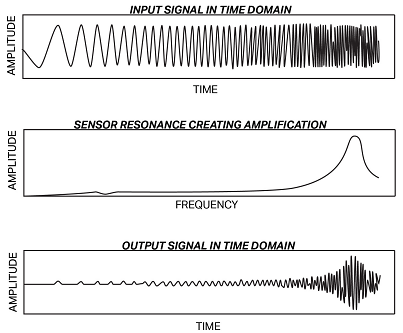 INPUT SIGNAL IN TIME DOMAIN
AMPLITUDE
TIME
SENSOR RESONANCE CREATING AMPLIFICATION
AMPLITUDE
FREQUENCY
OUTPUT SIGNAL IN TIME DOMAIN
AMPLITUDE
TIME